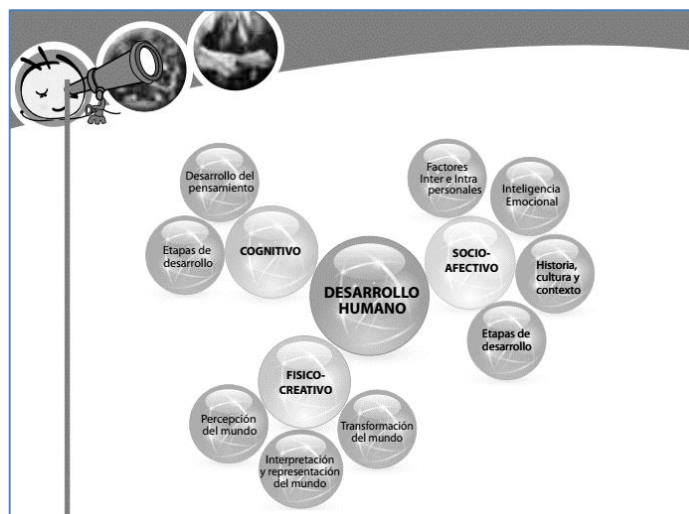 Desarrollo del
pensamiento
Etapas de
desarrollo
COGNITIVO
Factores
Inter e Intra
personales
Inteligencia
Emocional
SOCIO-
AFECTIVO
Historia,
cultura y
contexto
Etapas de
desarrollo
DESARROLLO
HUMANO
FISICO-
CREATIVO
Percepción
del mundo
Interpretación
y representación
del mundo
Transformación
del mundo